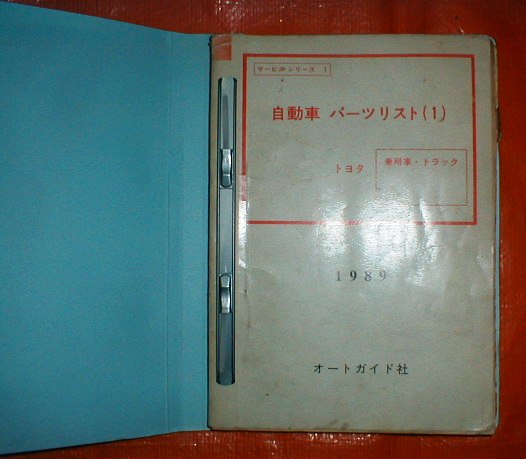 サービスシリーズ 1
自動車 パーツリスト(1)
トヨタ
乗用車・トラック
1989
オートガイド社